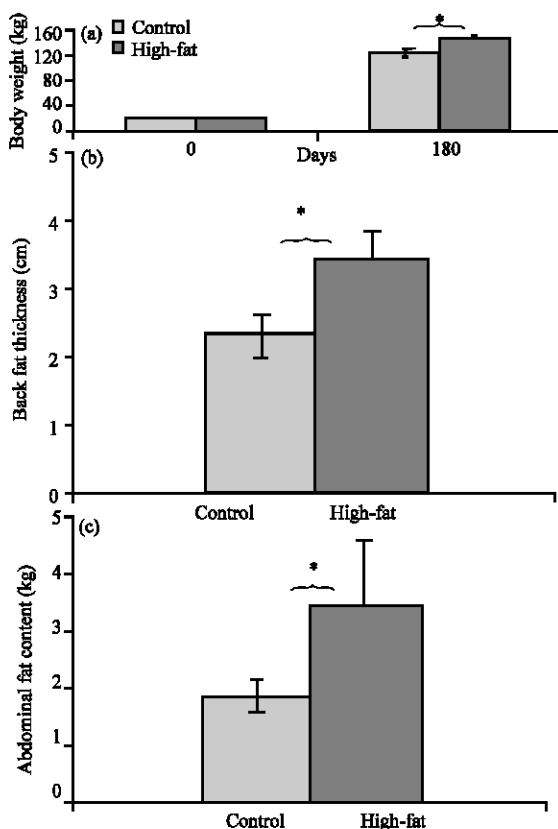 (a)
Control
High-fat
Body weight (kg)
160
120
80
40
0
*
0
Days
180
(b)
Back fat thickness (cm)
5
4
3
2
1
0
*
Control
High-fat
(c)
Abdominal fat content (kg)
5
4
3
2
1
0
*
Control
High-fat